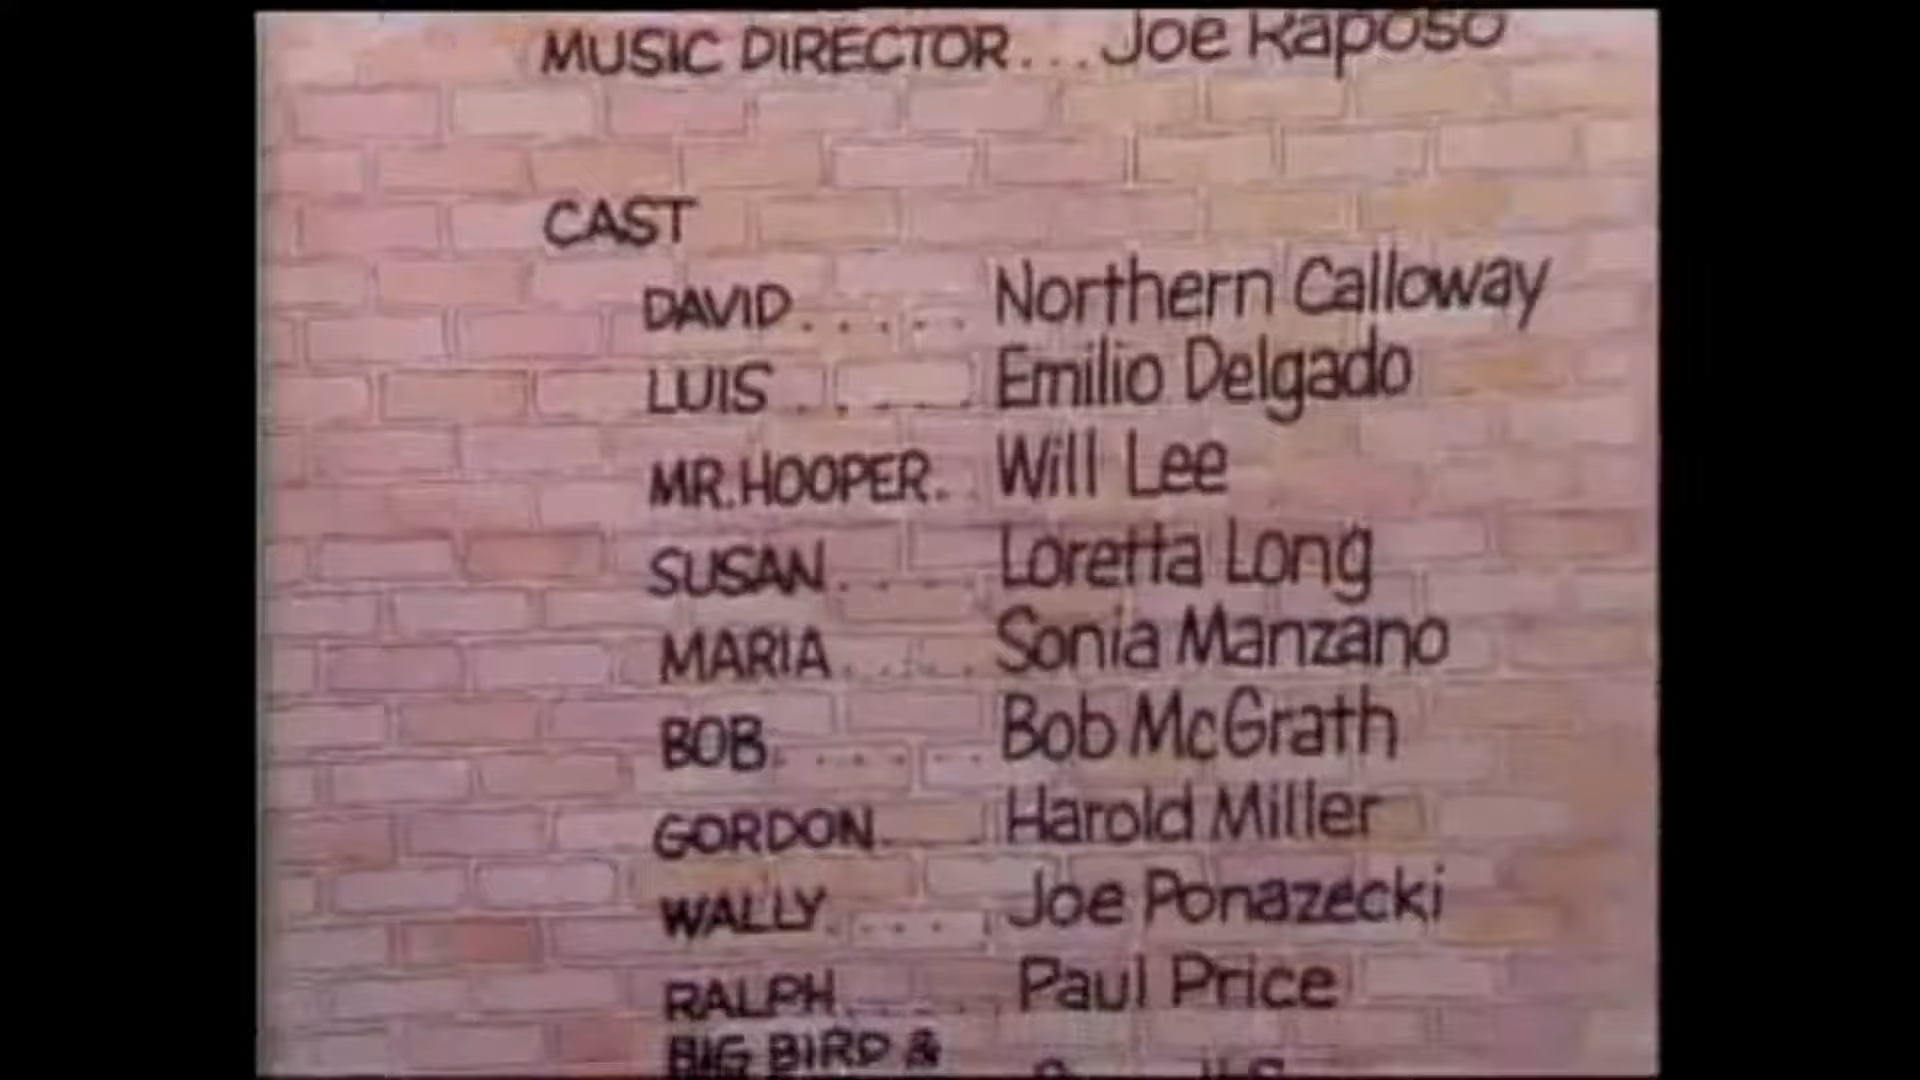 MUSIC DIRECTOR... Joe Raposo
CAST
DAVID...... Northern Calloway
LUIS..... Emilio Delgado
MR. HOOPER.. Will Lee
SUSAN.... Loretta Long
MARIA.... Sonia Manzano
BOB...... Bob McGrath
GORDON.... Harold Miller
WALLY..... Joe Ponazecki
RALPH..... Paul Price
BIG BIRD &